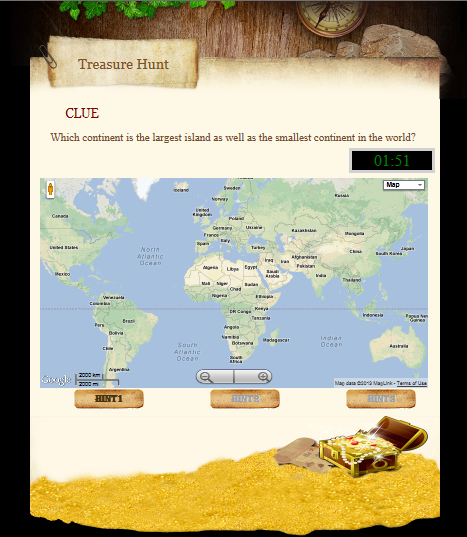 Treasure Hunt
CLUE
Which continent is the largest island as well as the smallest continent in the world?
01:51
Map
Iceland
Sweden
Russia
Norway
Canada
United Kingdom
Poland
Germany
Ukraine
France
Kazakhstan
Mongolia
Spain
Italy
United States
Turkey
China
Japan
South Korea
North Atlantic Ocean
Afghanistan
Iraq
Iran
Pakistan
Algeria
Libya
Egypt
Saudi Arabia
Mexico
India
Mali
Niger
Sudan
Thailand
Chad
Venezuela
Nigeria
Ethiopia
Colombia
DR Congo
Kenya
Indonesia
Papua New Guinea
Tanzania
Peru
Brazil
Angola
Bolivia
Namibia
Madagascar
Botswana
Chile
South Atlantic Ocean
Indian Ocean
Australia
South Africa
Argentina
Google
2000 mi
2000 km
Map data ©2013 MapLink - Terms of Use
HINT1
HINT2
HINT3